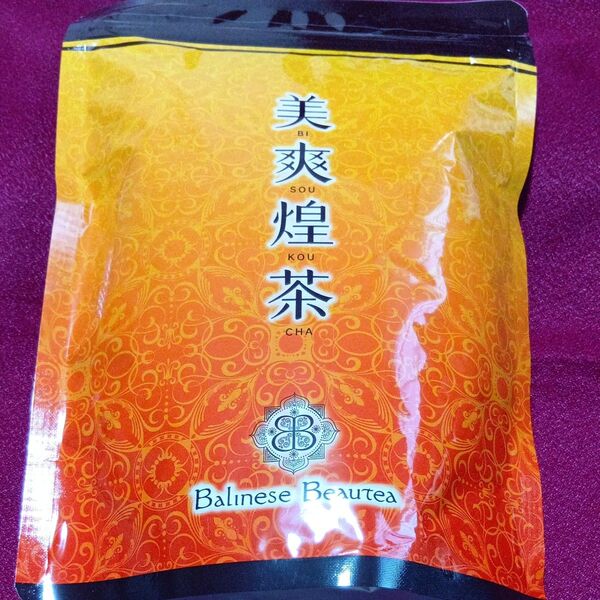 美
BI
爽
SOU
煌
KOU
茶
CHA
B
Balinese Beautea